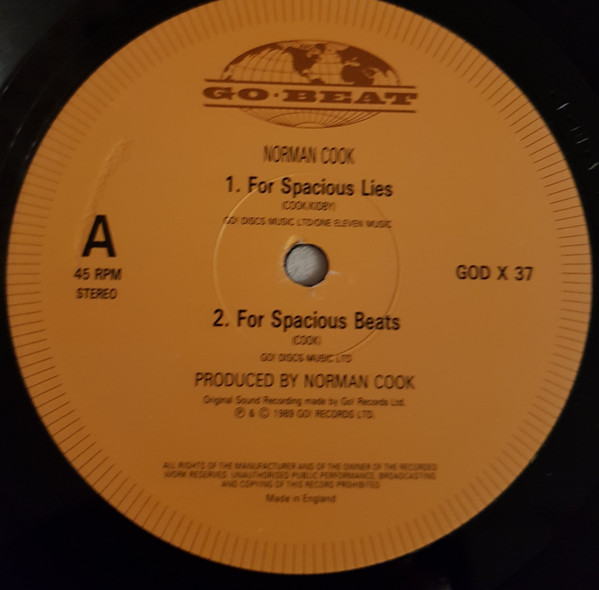 GO·BEAT
NORMAN COOK
1. For Spacious Lies
(COOK/KIDBY)
GO! DISCS MUSIC LTD/ONE ELEVEN MUSIC
A
45 RPM
STEREO
GOD X 37
2. For Spacious Beats
(COOK)
GO! DISCS MUSIC LTD
PRODUCED BY NORMAN COOK
Original Sound Recording made by Go! Records Ltd.
℗ & © 1989 GO! RECORDS LTD.
ALL RIGHTS OF THE MANUFACTURER AND OF THE OWNER OF THE RECORDED
WORK RESERVED. UNAUTHORISED PUBLIC PERFORMANCE, BROADCASTING
AND COPYING OF THIS RECORD PROHIBITED
Made in England